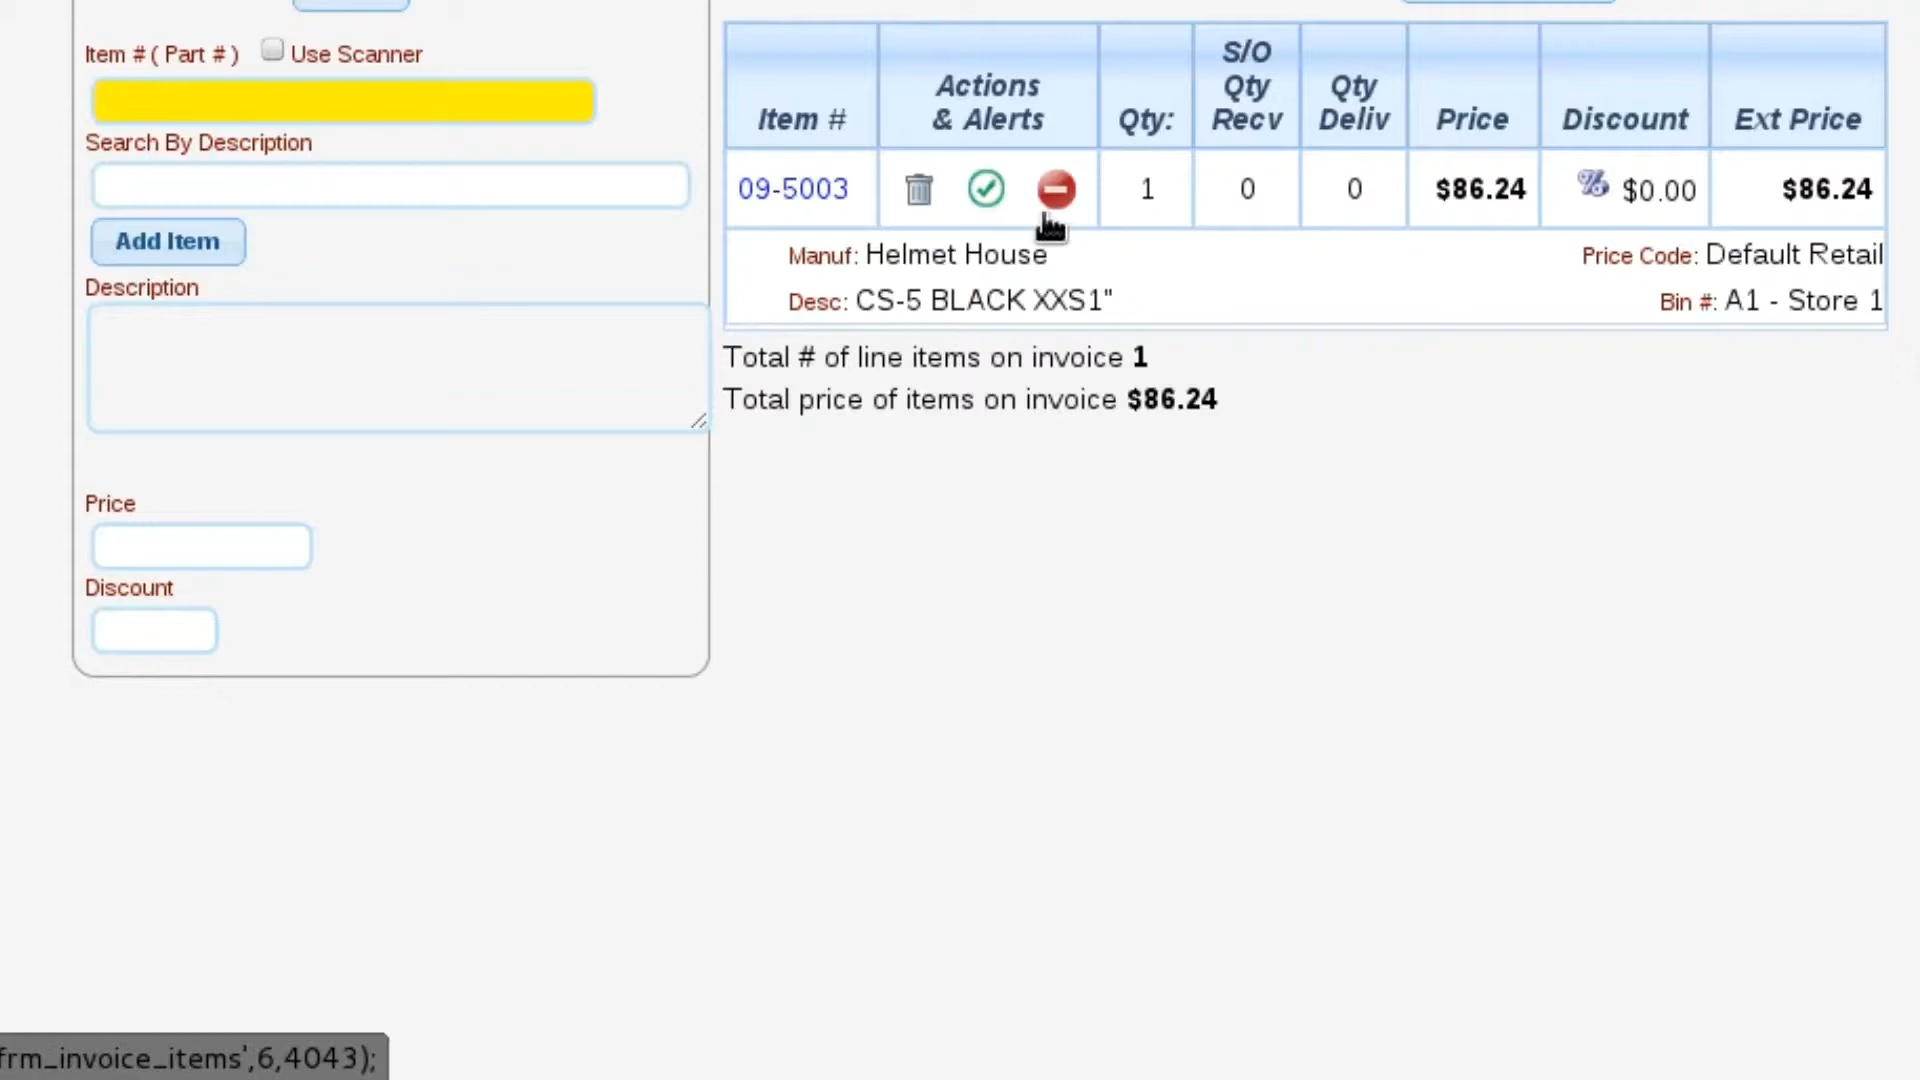 Item # ( Part # ) Use Scanner
Search By Description
Add Item
Description
Price
Discount
Item # Actions & Alerts Qty: S/O Qty Recv Qty Deliv Price Discount Ext Price
09-5003 1 0 0 $86.24 $0.00 $86.24
Manuf: Helmet House Price Code: Default Retail
Desc: CS-5 BLACK XXS1" Bin #: A1 - Store 1
Total # of line items on invoice 1
Total price of items on invoice $86.24
frm_invoice_items',6,4043);